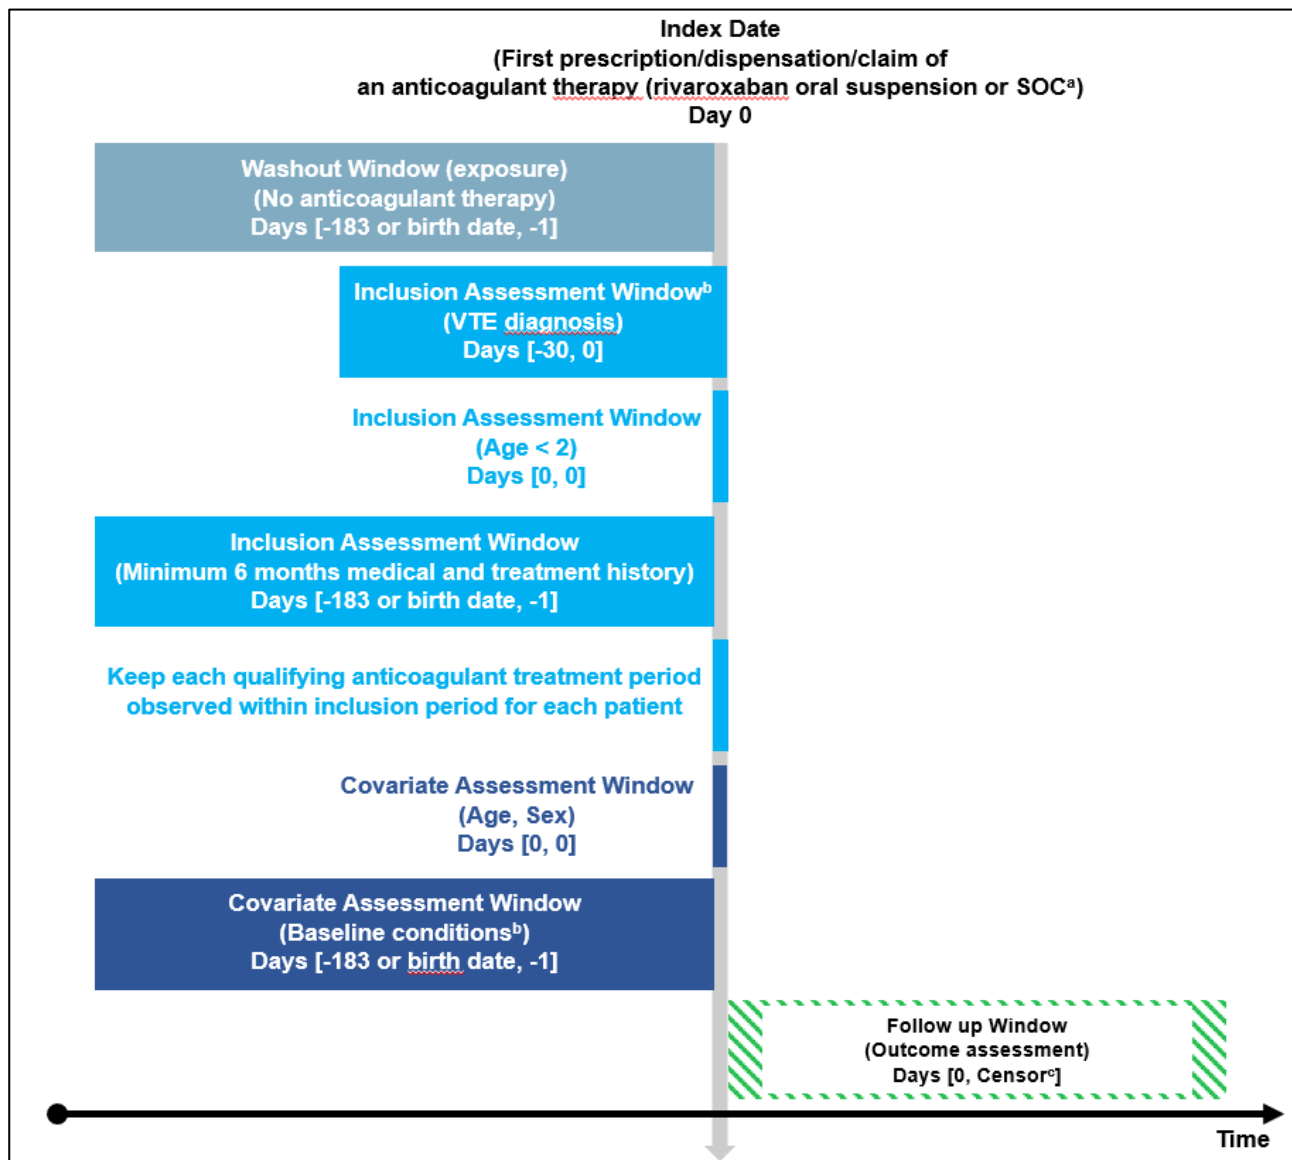 Index Date
(First prescription/dispensation/claim of
an anticoagulant therapy (rivaroxaban oral suspension or SOCᵃ)
Day 0
Washout Window (exposure)
(No anticoagulant therapy)
Days [-183 or birth date, -1]
Inclusion Assessment Windowᵇ
(VTE diagnosis)
Days [-30, 0]
Inclusion Assessment Window
(Age < 2)
Days [0, 0]
Inclusion Assessment Window
(Minimum 6 months medical and treatment history)
Days [-183 or birth date, -1]
Keep each qualifying anticoagulant treatment period
observed within inclusion period for each patient
Covariate Assessment Window
(Age, Sex)
Days [0, 0]
Covariate Assessment Window
(Baseline conditionsᵇ)
Days [-183 or birth date, -1]
Follow up Window
(Outcome assessment)
Days [0, Censorᶜ]
Time